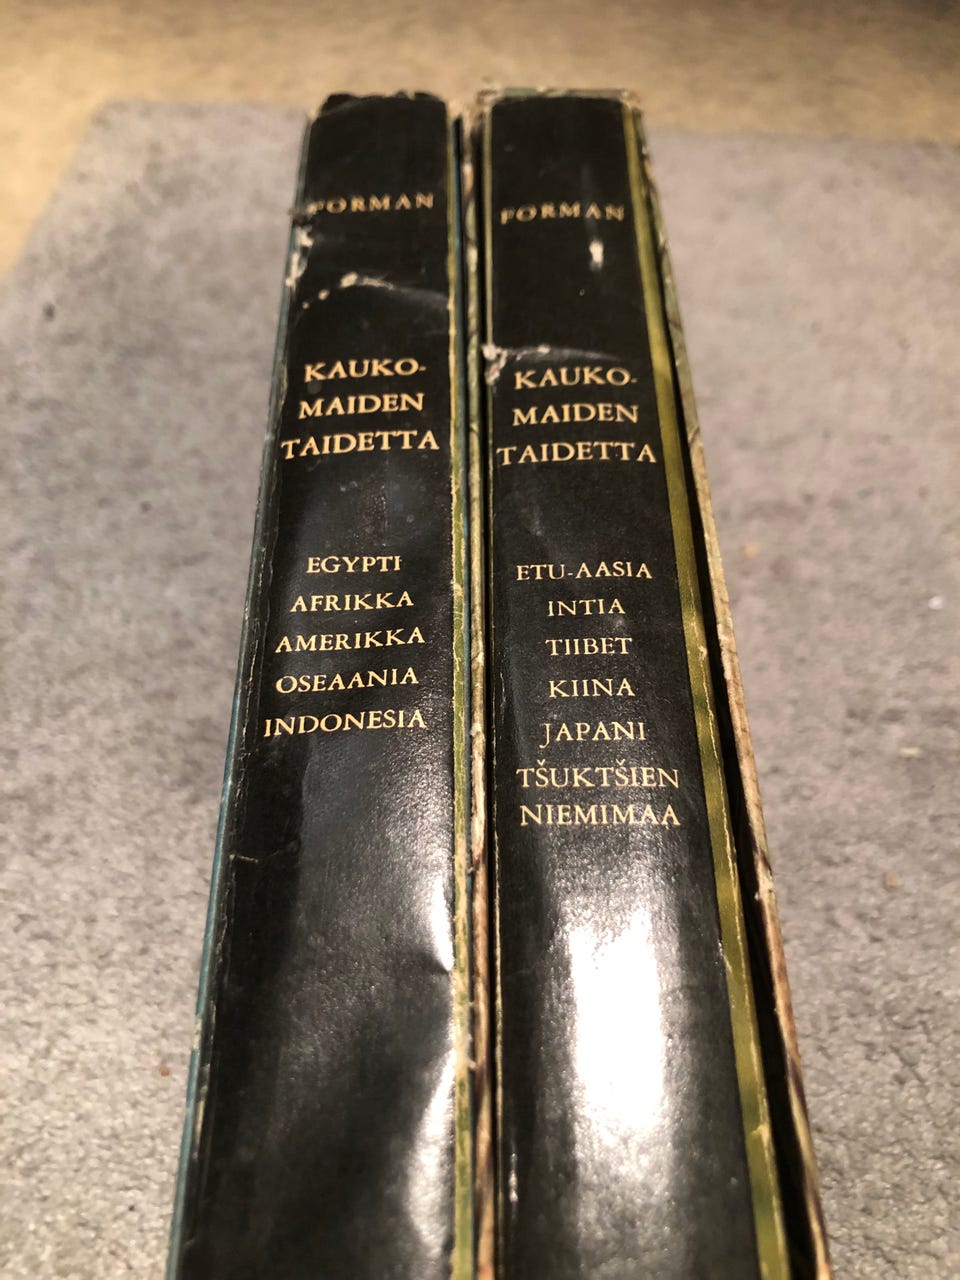 FORMAN
KAUKO-
MAIDEN
TAIDETTA
EGYPTI
AFRIKKA
AMERIKKA
OSEAANIA
INDONESIA
FORMAN
KAUKO-
MAIDEN
TAIDETTA
ETU-AASIA
INTIA
TIIBET
KIINA
JAPANI
TŠUKTŠIEN
NIEMIMAA